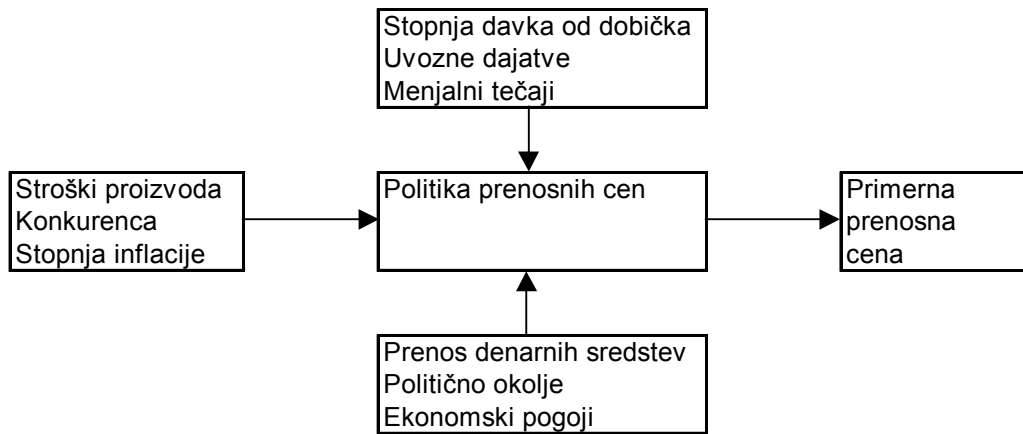 Stopnja davka od dobička
Uvozne dajatve
Menjalni tečaji
Stroški proizvoda
Konkurenca
Stopnja inflacije
Politika prenosnih cen
Primerna
prenosna
cena
Prenos denarnih sredstev
Politično okolje
Ekonomski pogoji